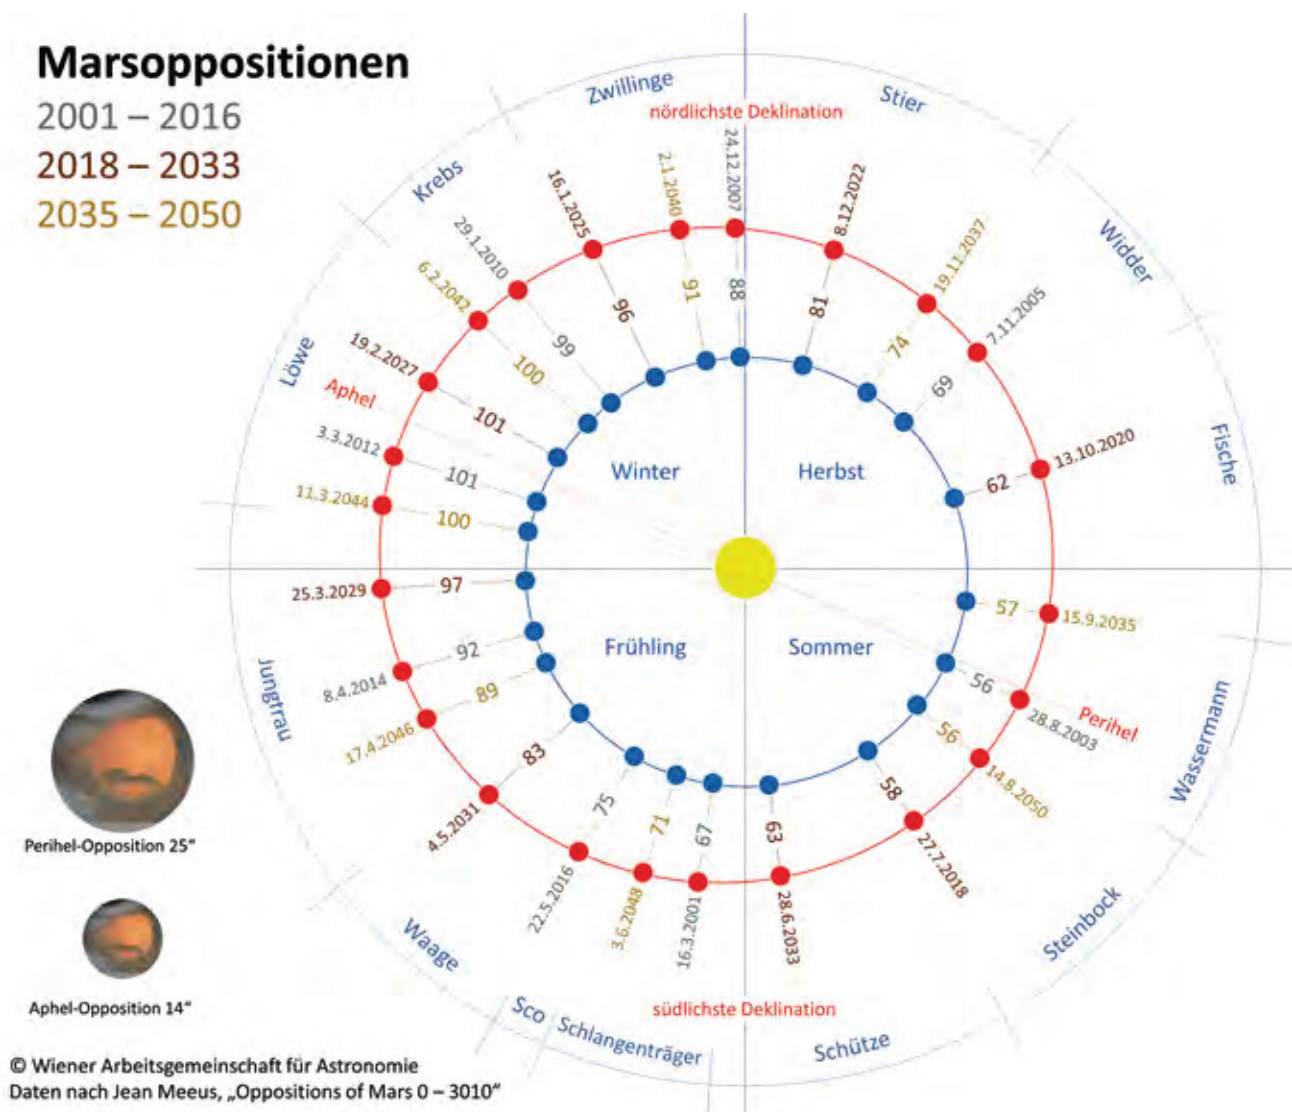 Marsoppositionen
2001 – 2016
2018 – 2033
2035 – 2050
Zwillinge
Stier
nördlichste Deklination
Krebs
Widder
Löwe
Fische
24.12.2007
88
8.12.2022
81
19.11.2037
74
7.11.2005
69
13.10.2020
62
15.9.2035
57
28.8.2003
56
Perihel
14.8.2050
56
27.7.2018
58
28.6.2033
63
16.3.2001
67
3.6.2048
71
22.5.2016
75
4.5.2031
83
17.4.2046
89
8.4.2014
92
25.3.2029
97
11.3.2044
100
3.3.2012
101
Aphel
19.2.2027
101
6.2.2042
100
29.1.2010
99
16.1.2025
96
2.1.2040
91
Winter
Herbst
Frühling
Sommer
Jungfrau
Wassermann
Steinbock
Waage
Sco
Schlangenträger
südlichste Deklination
Schütze
Perihel-Opposition 25“
Aphel-Opposition 14“
© Wiener Arbeitsgemeinschaft für Astronomie
Daten nach Jean Meeus, „Oppositions of Mars 0 – 3010“